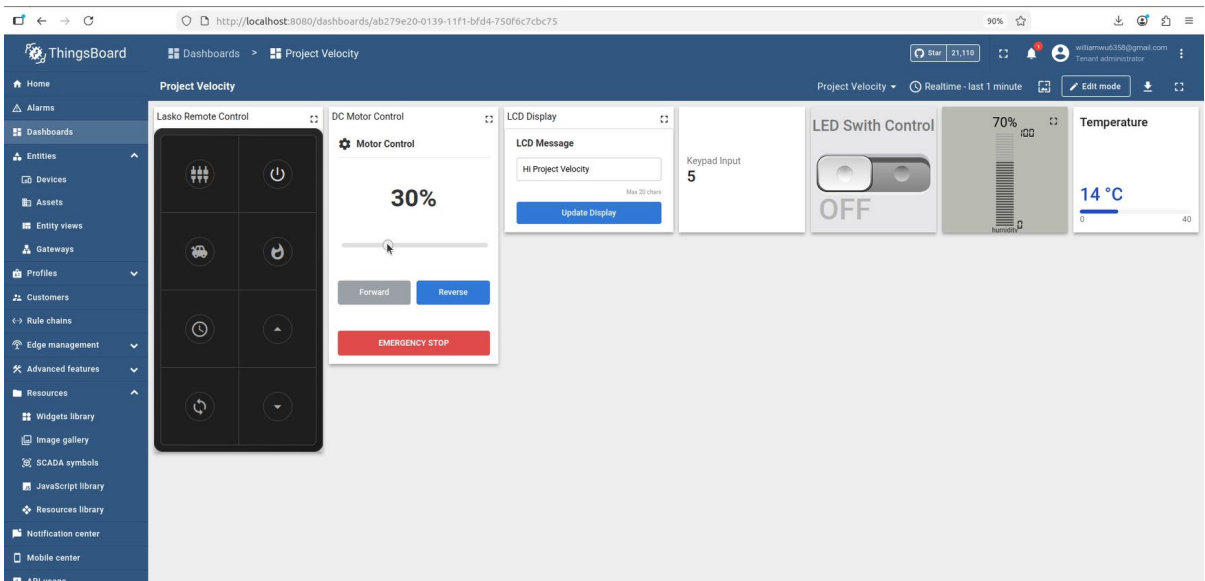 http://localhost:8080/dashboards/ab279e20-0139-11f1-bfd4-750f6c7cbc75
90%
ThingsBoard
Dashboards > Project Velocity
Star 21,110
williamwu6358@gmail.com
Tenant administrator
Home
Alarms
Dashboards
Entities
Devices
Assets
Entity views
Gateways
Profiles
Customers
Rule chains
Edge management
Advanced features
Resources
Widgets library
Image gallery
SCADA symbols
JavaScript library
Resources library
Notification center
Mobile center
API usage
Project Velocity
Project Velocity
Realtime - last 1 minute
Edit mode
Lasko Remote Control
DC Motor Control
Motor Control
30%
Forward
Reverse
EMERGENCY STOP
LCD Display
LCD Message
Hi Project Velocity
Max 20 chars
Update Display
Keypad Input
5
LED Swith Control
OFF
70%
100
0
humidity
Temperature
14 °C
0
40